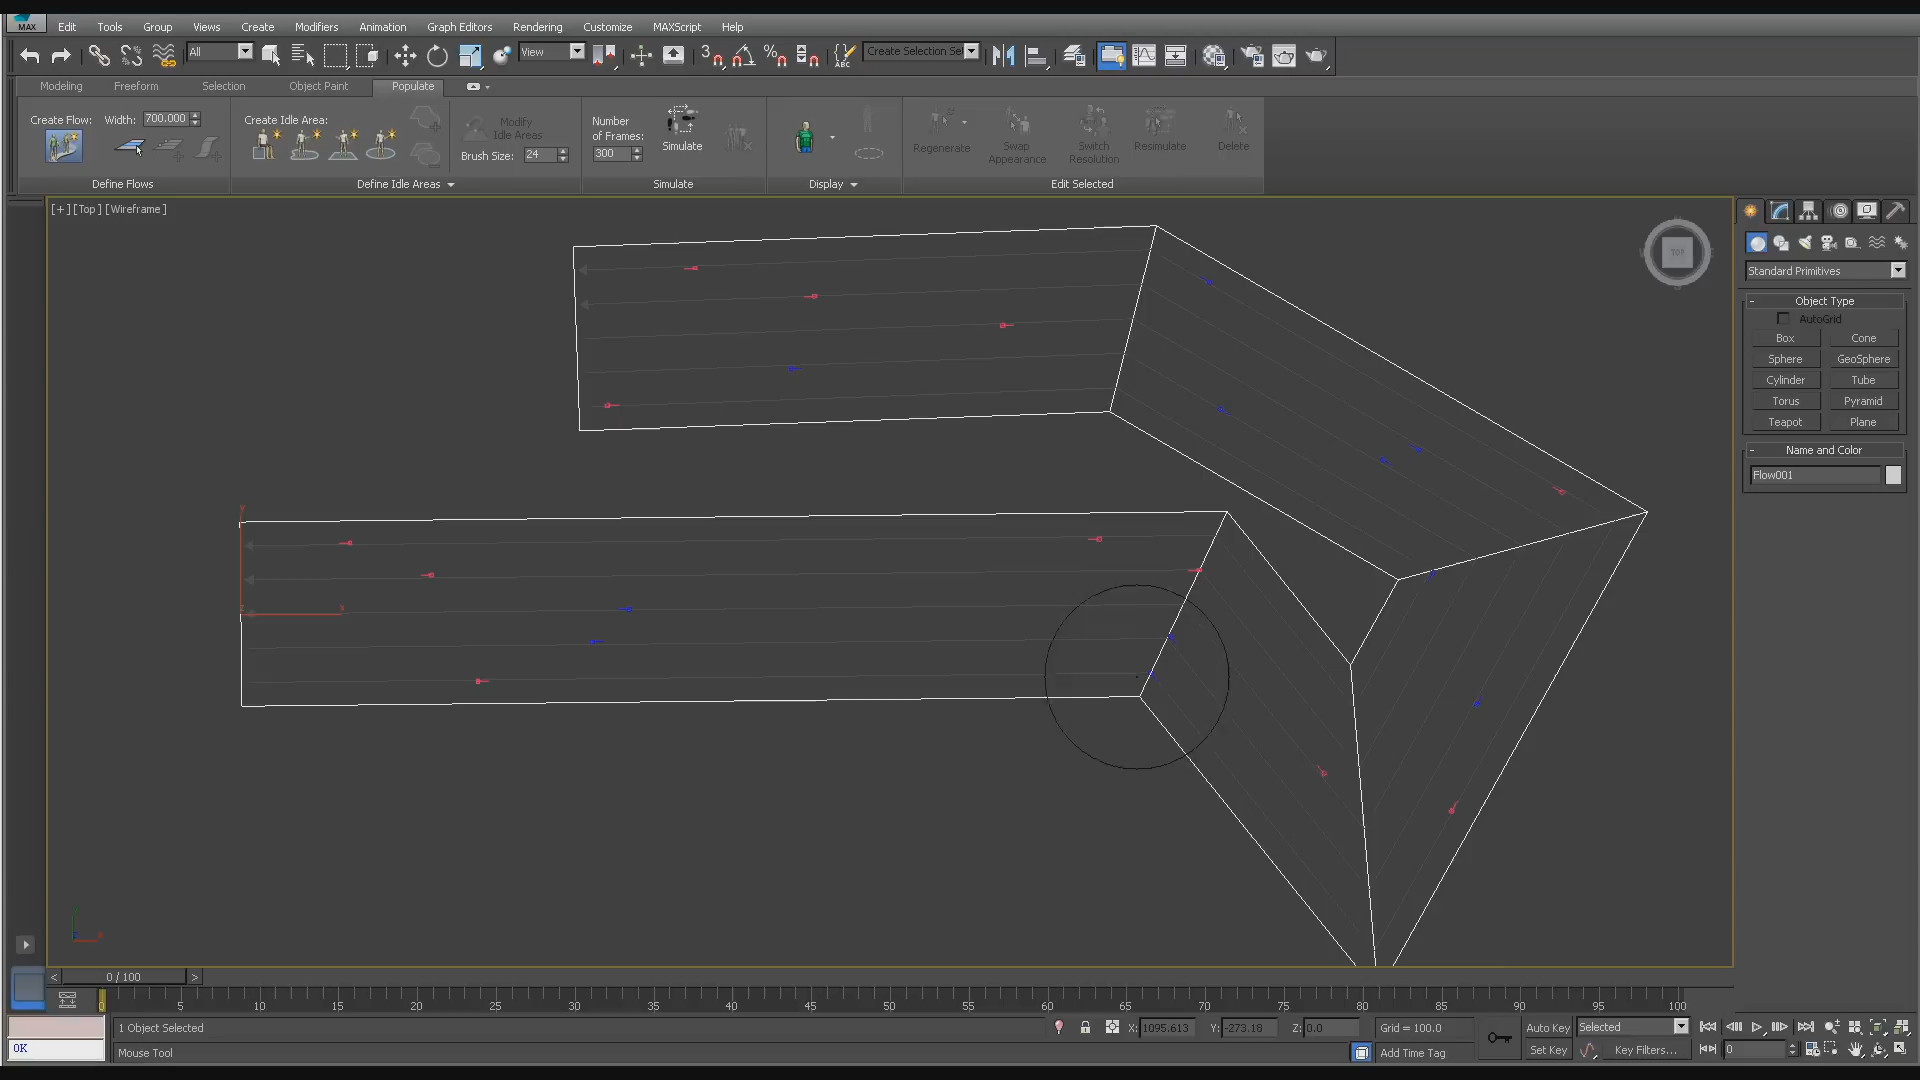 MAX
Edit Tools Group Views Create Modifiers Animation Graph Editors Rendering Customize MAXScript Help
All View 3 % ABC Create Selection Sel
Modeling Freeform Selection Object Paint Populate
Create Flow: Width: 700.000
Create Idle Area:
Modify
Idle Areas
Brush Size: 24
Number
of Frames:
300
Simulate
Regenerate
Swap
Appearance
Switch
Resolution
Resimulate
Delete
Define Flows Define Idle Areas Simulate Display Edit Selected
[+] [Top] [Wireframe]
TOP
Standard Primitives
- Object Type
AutoGrid
Box Cone
Sphere GeoSphere
Cylinder Tube
Torus Pyramid
Teapot Plane
- Name and Color
Flow001
< 0 / 100 >
0 5 10 15 20 25 30 35 40 45 50 55 60 65 70 75 80 85 90 95 100
1 Object Selected X: 1095.613 Y: -273.18 Z: 0.0 Grid = 100.0 Auto Key Selected
OK Mouse Tool Add Time Tag Set Key Key Filters... 0